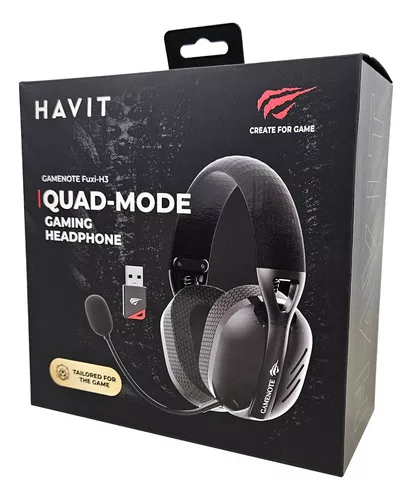 HAVIT
CREATE FOR GAME
GAMENOTE Fuxi-H3
QUAD-MODE
GAMING
HEADPHONE
TAILORED FOR
THE GAME
GAMENOTE